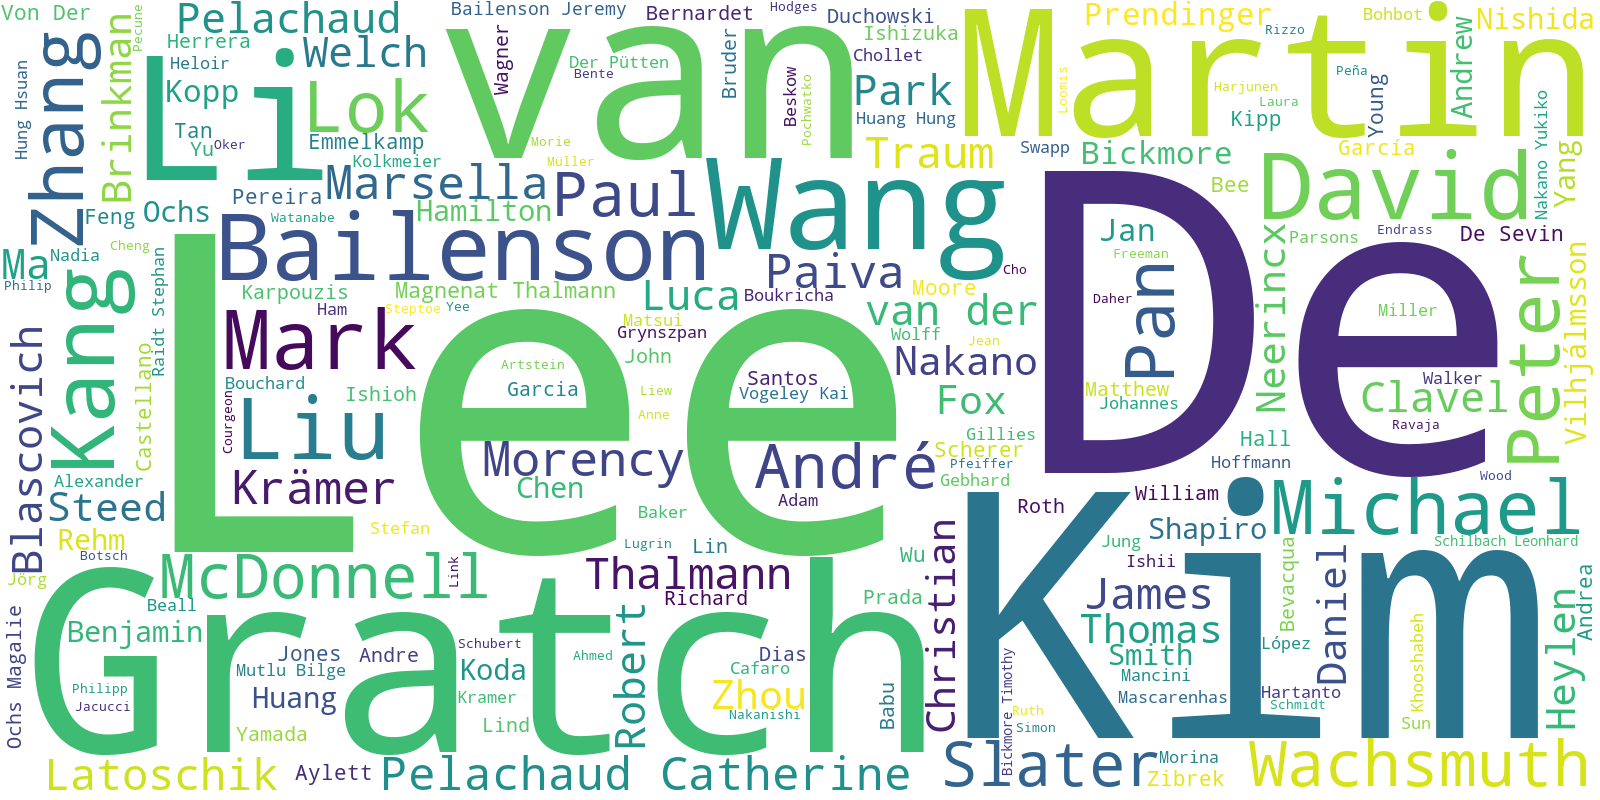 Von Der
Pelachaud
Bailenson Jeremy
Bernardet
Hodges
Duchowski
Prendinger
Bohbot
Nishida
Pecune
Herrera
Welch
Wagner
van
Ishizuka
Martin
Rizzo
Andrew
Zhang
Heloir
Li
Der Pütten
Bente
Bruder
Chollet
Peña
Hung Hsuan
Brinkman
Kopp
Lok
Beskow
Pochwatko
Park
Loomis
Harjunen
Laura
Young
Tan
Oker
Yu
Emmelkamp
Morie
Huang Hung
Kipp
Kolkmeier
Müller
Traum
Swapp
Bickmore
García
Nakano Yukiko
Yang
Pereira
Marsella
Paul
Wang
Bee
David
Feng
Ochs
Watanabe
Hamilton
De
Parsons
Endrass
De Sevin
Ma
Nadia
Cheng
Bailenson
Jan
Freeman
Philip
Raidt Stephan
Karpouzis
Magnenat Thalmann
Luca
Paiva
Cho
Boukricha
Moore
Pan
Daher
Neerincx
Peter
Vilhjálmsson
Kang
Ham
Steptoe
Yee
Matsui
Grynszpan
van der
Miller
Blascovich
Castellano
Mark
Lee
John
Wolff
Jean
Nakano
Artstein
Bouchard
Ishioh
Garcia
Liew
Santos
Vogeley Kai
Matthew
Johannes
Walker
Clavel
Courgeon
Liu
Anne
Fox
Ravaja
Gillies
Hall
Morency
André
Scherer
Pfeiffer
Hoffmann
Alexander
Krämer
Chen
Adam
Gebhard
Wood
Steed
Baker
Roth
William
Michael
Stefan
Rehm
Lugrin
Lin
Kim
Shapiro
Schilbach Leonhard
Botsch
McDonnell
Link
Thalmann
Wu
Jung
Ishii
Bevacqua
Daniel
Jörg
Gratch
Richard
Prada
Christian
James
Heylen
Andrea
Beall
Benjamin
Robert
Thomas
Ochs Magalie
Jones
Andre
Schubert
Dias
Smith
López
Mutlu Bilge
Koda
Ahmed
Cafaro
Bickmore Timothy
Mancini
Philipp
Jacucci
Huang
Kramer
Zhou
Babu
Mascarenhas
Hartanto
Schmidt
Khooshabeh
Yamada
Lind
Nakanishi
Ruth
Simon
Sun
Latoschik
Aylett
Pelachaud Catherine
Slater
Morina
Zibrek
Wachsmuth